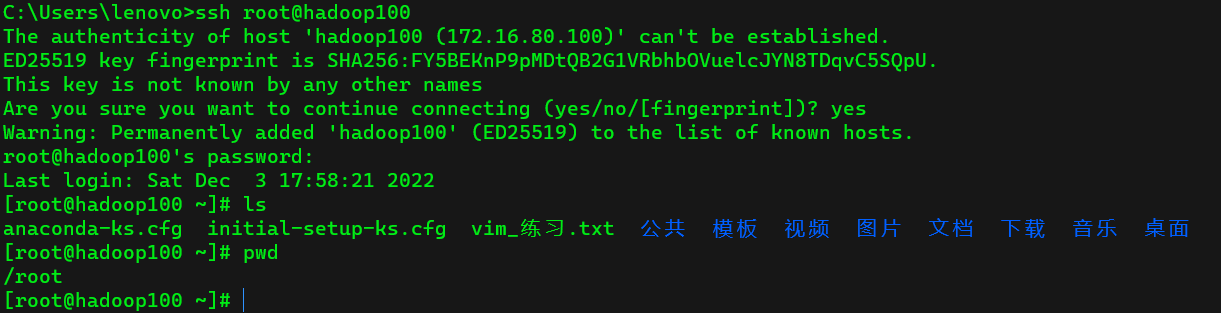 C:\Users\lenovo>ssh root@hadoop100
The authenticity of host 'hadoop100 (172.16.80.100)' can't be established.
ED25519 key fingerprint is SHA256:FY5BEKnP9pMDtQB2G1VRbhbOVuelcJYN8TDqvC5SQpU.
This key is not known by any other names
Are you sure you want to continue connecting (yes/no/[fingerprint])? yes
Warning: Permanently added 'hadoop100' (ED25519) to the list of known hosts.
root@hadoop100's password:
Last login: Sat Dec  3 17:58:21 2022
[root@hadoop100 ~]# ls
anaconda-ks.cfg  initial-setup-ks.cfg  vim_练习.txt  公共  模板  视频  图片  文档  下载  音乐  桌面
[root@hadoop100 ~]# pwd
/root
[root@hadoop100 ~]#